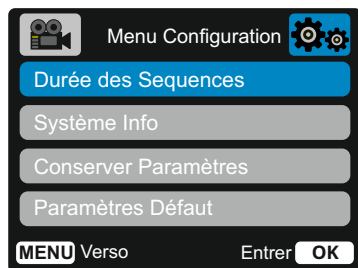 Menu Configuration
Durée des Sequences
Système Info
Conserver Paramètres
Paramètres Défaut
MENU Verso Entrer OK